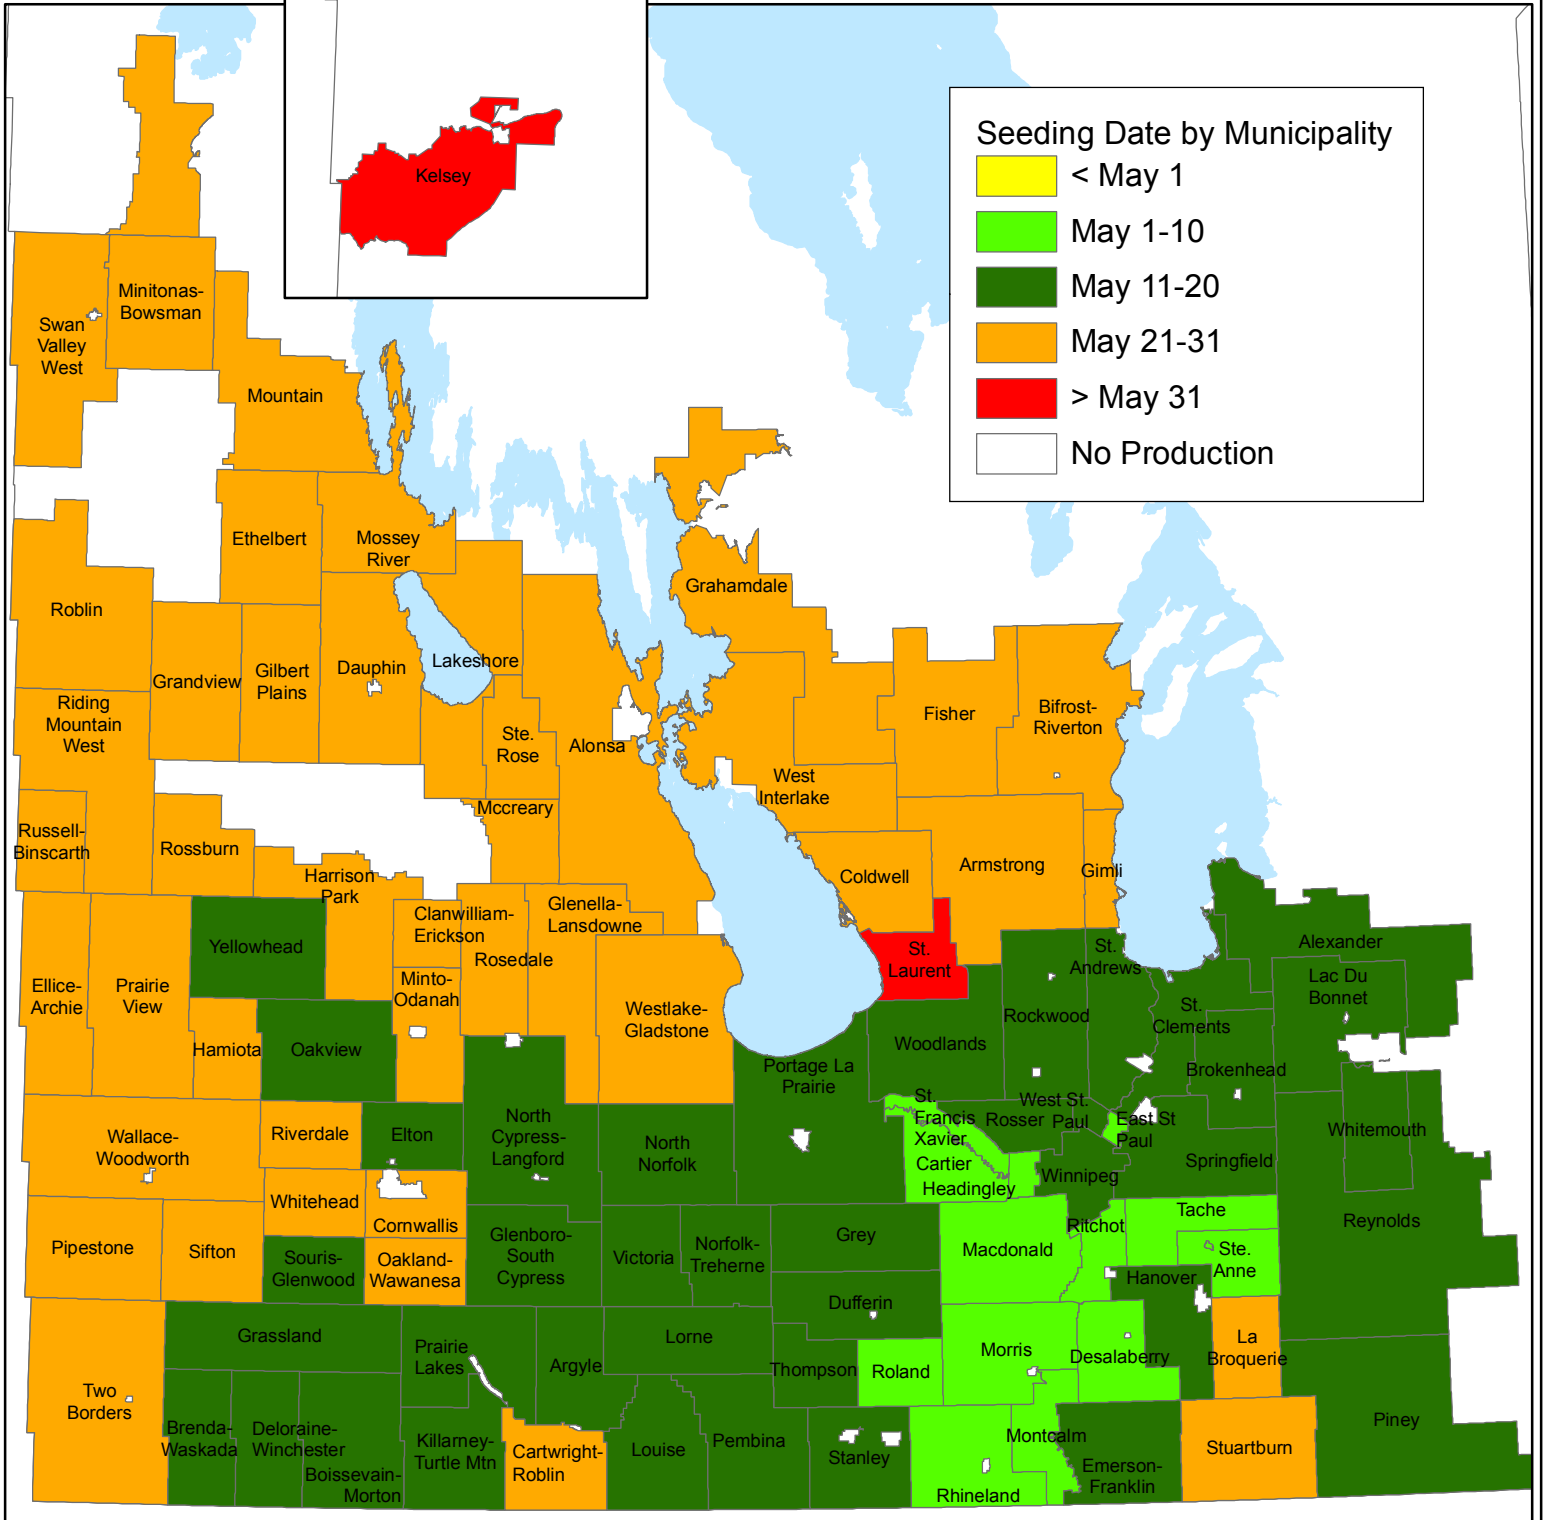 Kelsey
Seeding Date by Municipality
< May 1
May 1-10
May 11-20
May 21-31
> May 31
No Production
Minitonas-
Bowsman
Swan
Valley
West
Mountain
Ethelbert
Mossey
River
Grahamdale
Roblin
Grandview
Gilbert
Plains
Dauphin
Lakeshore
Riding
Mountain
West
Ste.
Rose
Alonsa
Fisher
Bifrost-
Riverton
West
Interlake
Mccreary
Russell-
Binscarth
Rossburn
Harrison
Park
Coldwell
Armstrong
Gimli
Clanwilliam-
Erickson
Glenella-
Lansdowne
Yellowhead
Rosedale
St.
Laurent
St.
Andrews
Alexander
Ellice-
Archie
Prairie
View
Minto-
Odanah
Westlake-
Gladstone
Lac Du
Bonnet
Hamiota
Oakview
Rockwood
Woodlands
St.
Clements
Portage La
Prairie
Brokenhead
St.
Francis
Xavier
Rosser
West St.
Paul
East St
Paul
Whitemouth
Wallace-
Woodworth
Riverdale
Elton
North
Cypress-
Langford
North
Norfolk
Cartier
Headingley
Winnipeg
Springfield
Whitehead
Cornwallis
Pipestone
Sifton
Souris-
Glenwood
Oakland-
Wawanesa
Glenboro-
South
Cypress
Victoria
Norfolk-
Treherne
Grey
Macdonald
Ritchot
Tache
Ste.
Anne
Reynolds
Hanover
Dufferin
Grassland
Prairie
Lakes
Argyle
Lorne
Thompson
Roland
Morris
Desalaberry
La
Broquerie
Two
Borders
Brenda-
Waskada
Deloraine-
Winchester
Boissevain-
Morton
Killarney-
Turtle Mtn
Cartwright-
Roblin
Louise
Pembina
Stanley
Rhineland
Montcalm
Emerson-
Franklin
Stuartburn
Piney